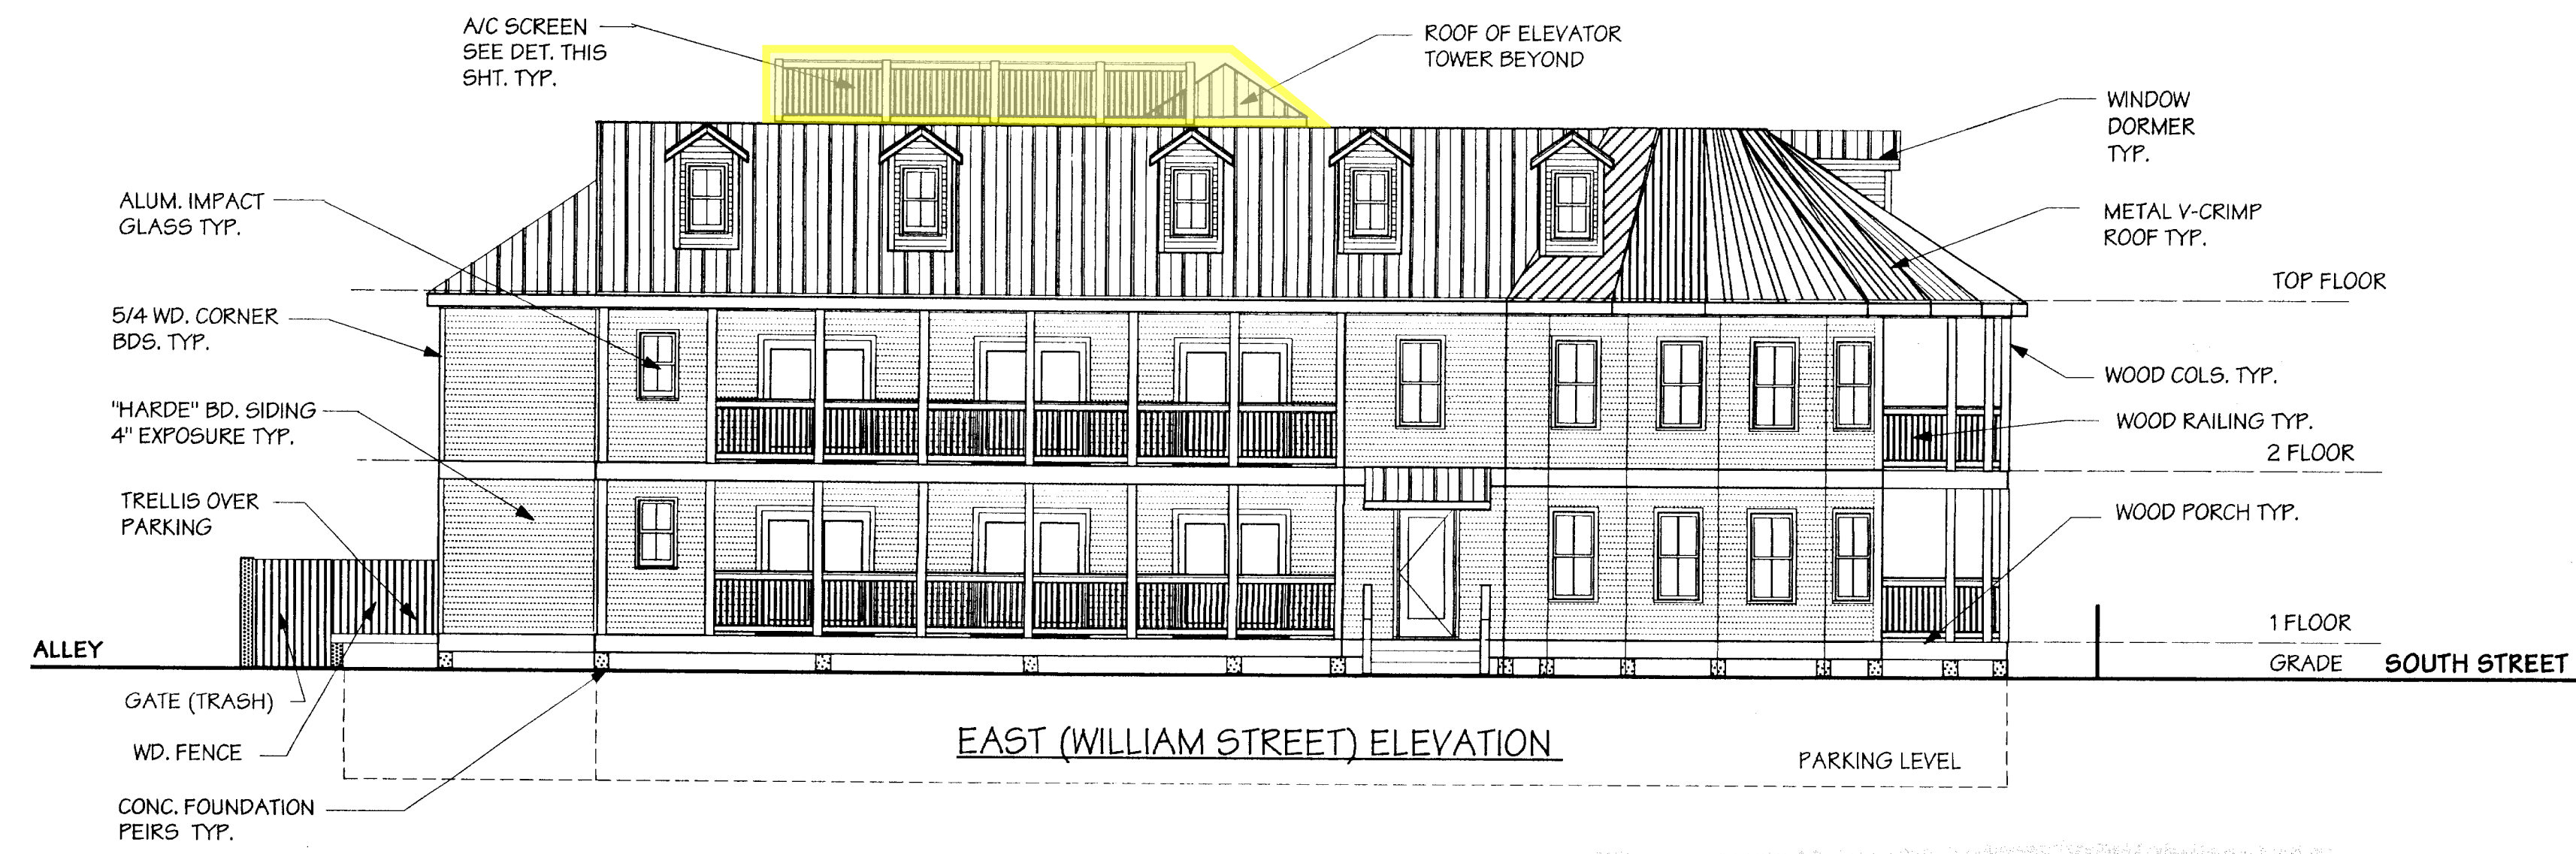 A/C SCREEN
SEE DET. THIS
SHT. TYP.
ROOF OF ELEVATOR
TOWER BEYOND
WINDOW
DORMER
TYP.
ALUM. IMPACT
GLASS TYP.
METAL V-CRIMP
ROOF TYP.
TOP FLOOR
5/4 WD. CORNER
BDS. TYP.
WOOD COLS. TYP.
"HARDE" BD. SIDING
4" EXPOSURE TYP.
WOOD RAILING TYP.
2 FLOOR
TRELLIS OVER
PARKING
WOOD PORCH TYP.
1 FLOOR
ALLEY
GRADE
SOUTH STREET
GATE (TRASH)
WD. FENCE
EAST (WILLIAM STREET) ELEVATION
PARKING LEVEL
CONC. FOUNDATION
PEIRS TYP.